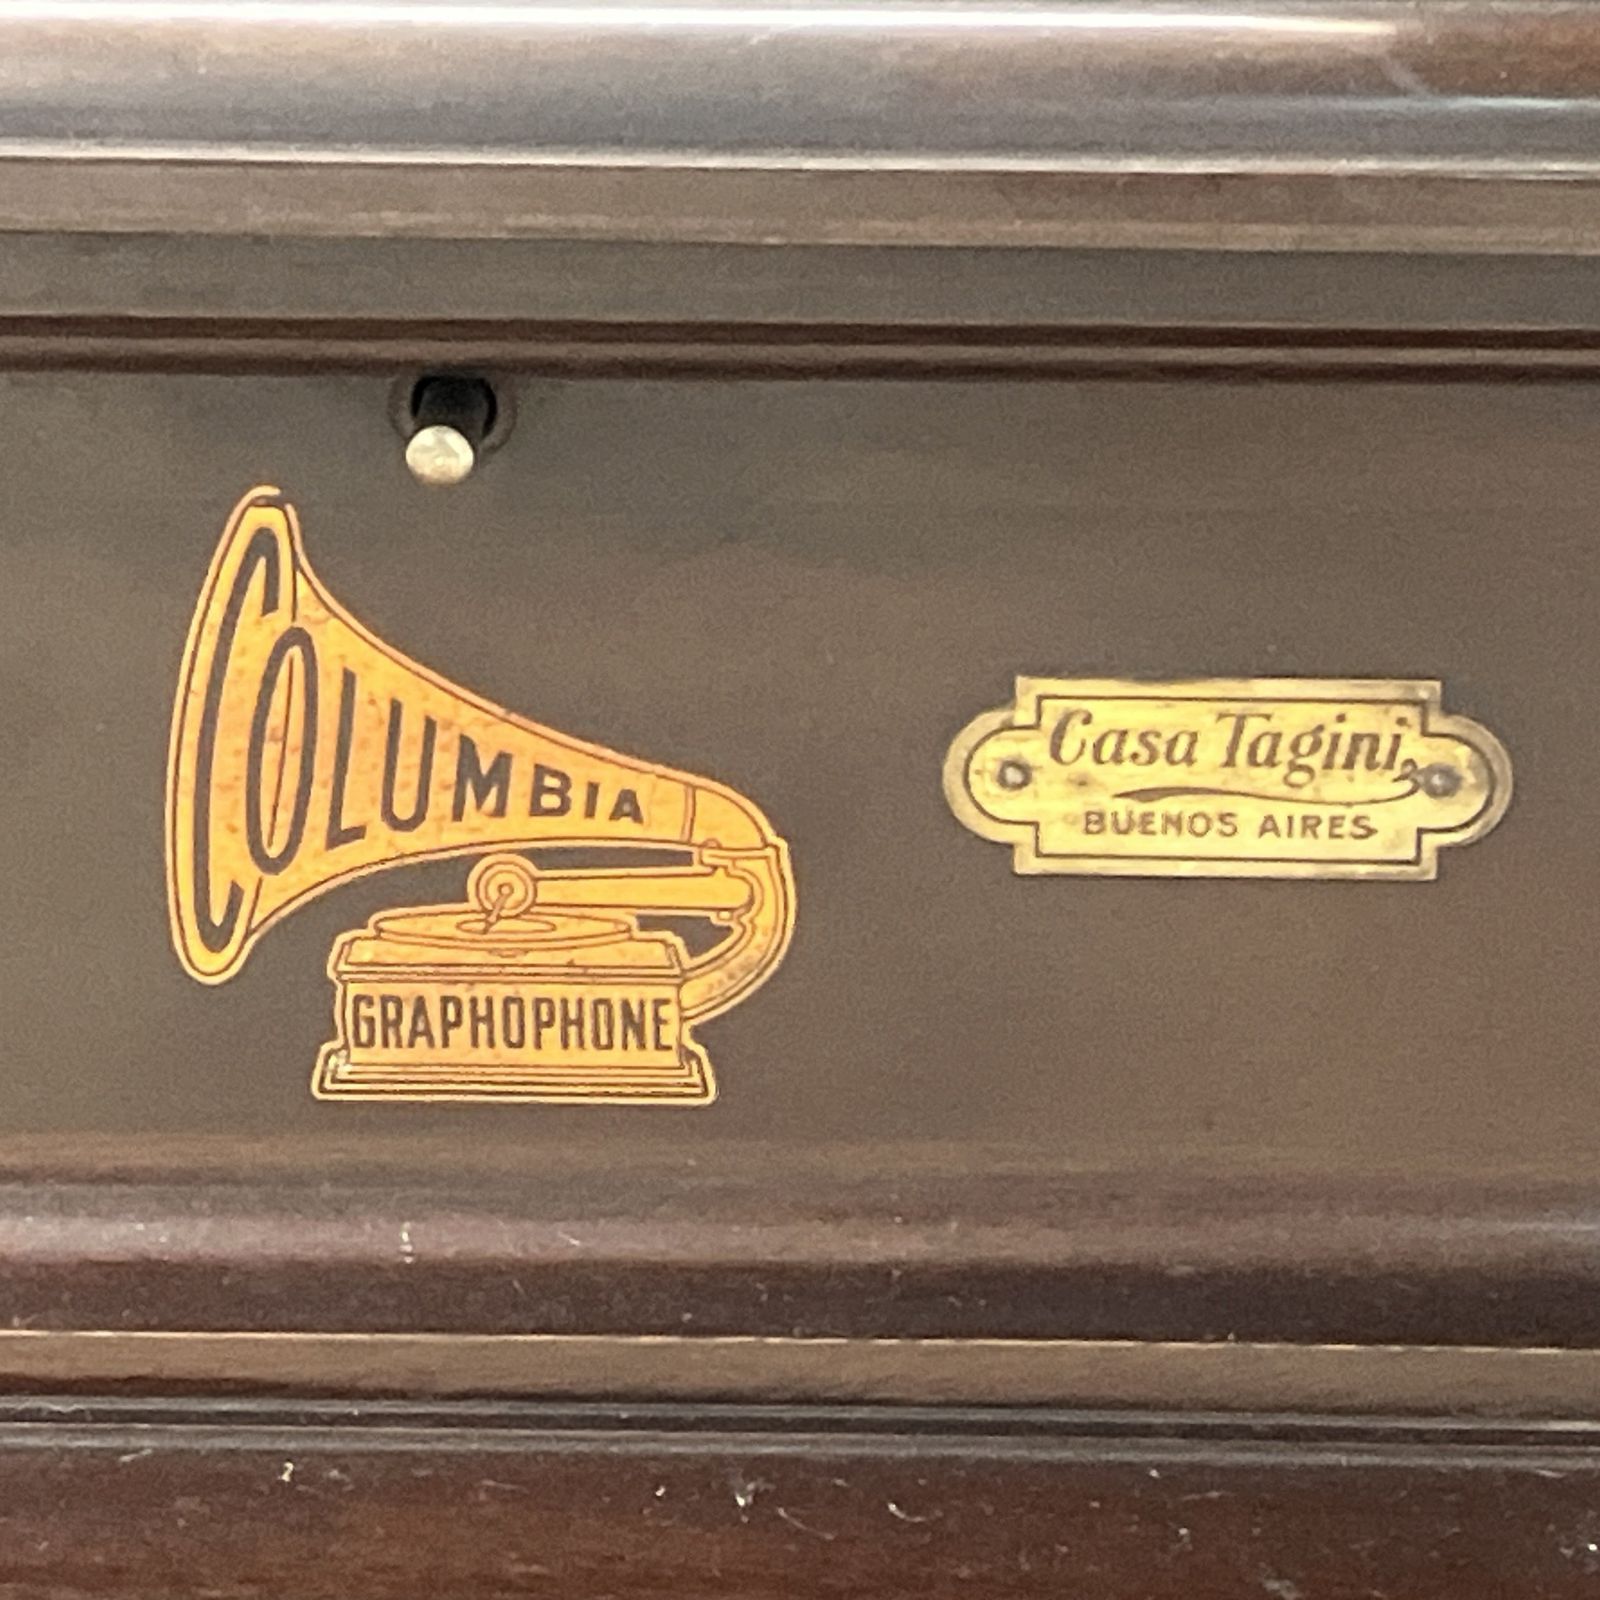 COLUMBIA
GRAPHOPHONE
Casa Tagini
BUENOS AIRES